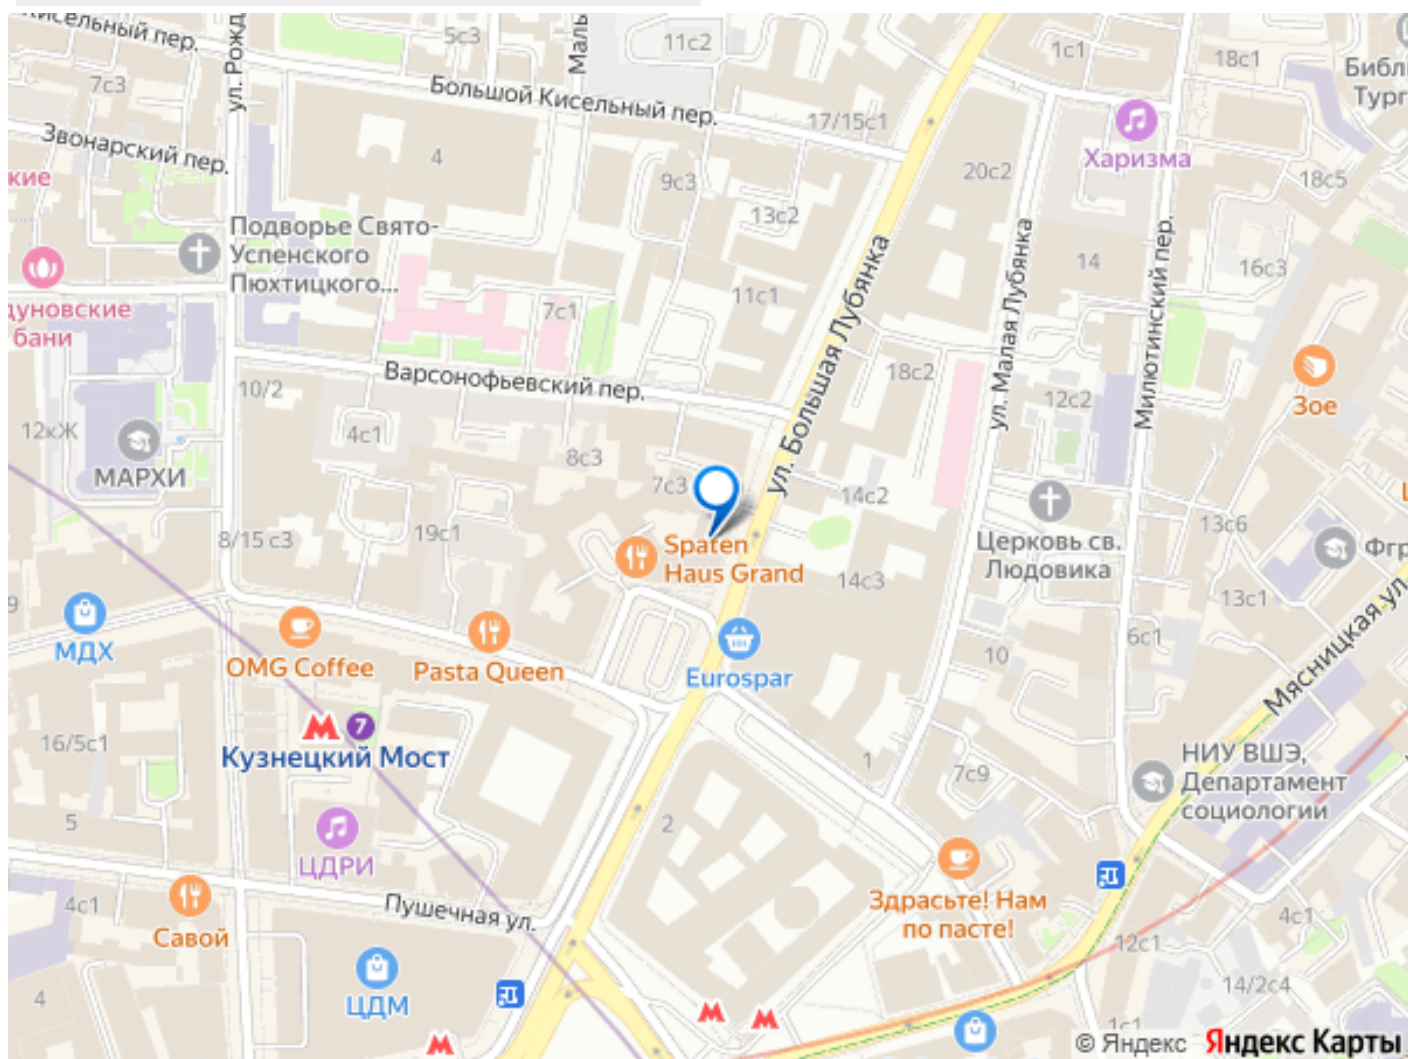 Кисельный пер.
5с3
11с2
1с1
18с1
7с3
Большой Кисельный пер.
17/15с1
Харизма
Звонарский пер.
4
9с3
20с2
18с5
13с2
Подворье Свято-
Успенского
Пюхтицкого...
14
16с3
бани
7с1
11с1
ул. Большая Лубянка
ул. Малая Лубянка
Милютинский пер.
Варсонофьевский пер.
10/2
18с2
12с2
Зое
12кЖ
МАРХИ
4с1
8с3
7с3
14с2
13с6
8/15 с3
19с1
Spaten
Haus Grand
14с3
Церковь св.
Людовика
13с1
МДХ
OMG Coffee
Pasta Queen
Eurospar
10
6с1
Мясницкая ул.
16/5с1
7
Кузнецкий Мост
1
7с9
НИУ ВШЭ,
Департамент
социологии
5
ЦДРИ
2
4с1
Савой
Пушечная ул.
Здрасьте! Нам
по пасте!
12с1
4с1
4
ЦДМ
14/2с4
1с1
© Яндекс Яндекс Карты